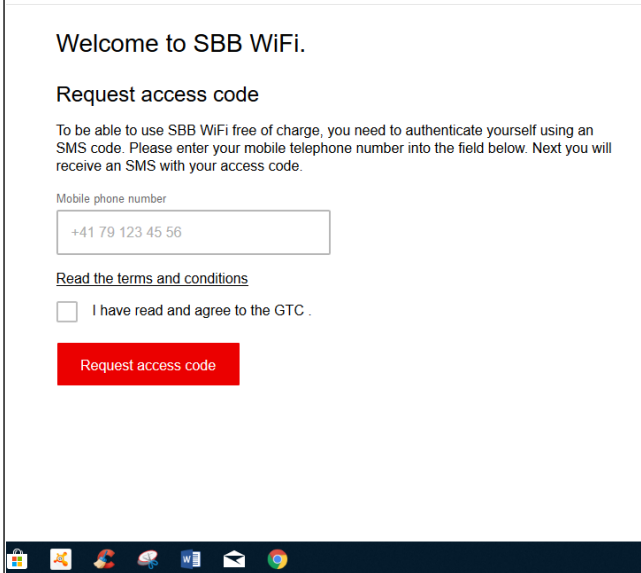 Welcome to SBB WiFi.
Request access code
To be able to use SBB WiFi free of charge, you need to authenticate yourself using an
SMS code. Please enter your mobile telephone number into the field below. Next you will
receive an SMS with your access code.
Mobile phone number
+41 79 123 45 56
Read the terms and conditions
I have read and agree to the GTC .
Request access code